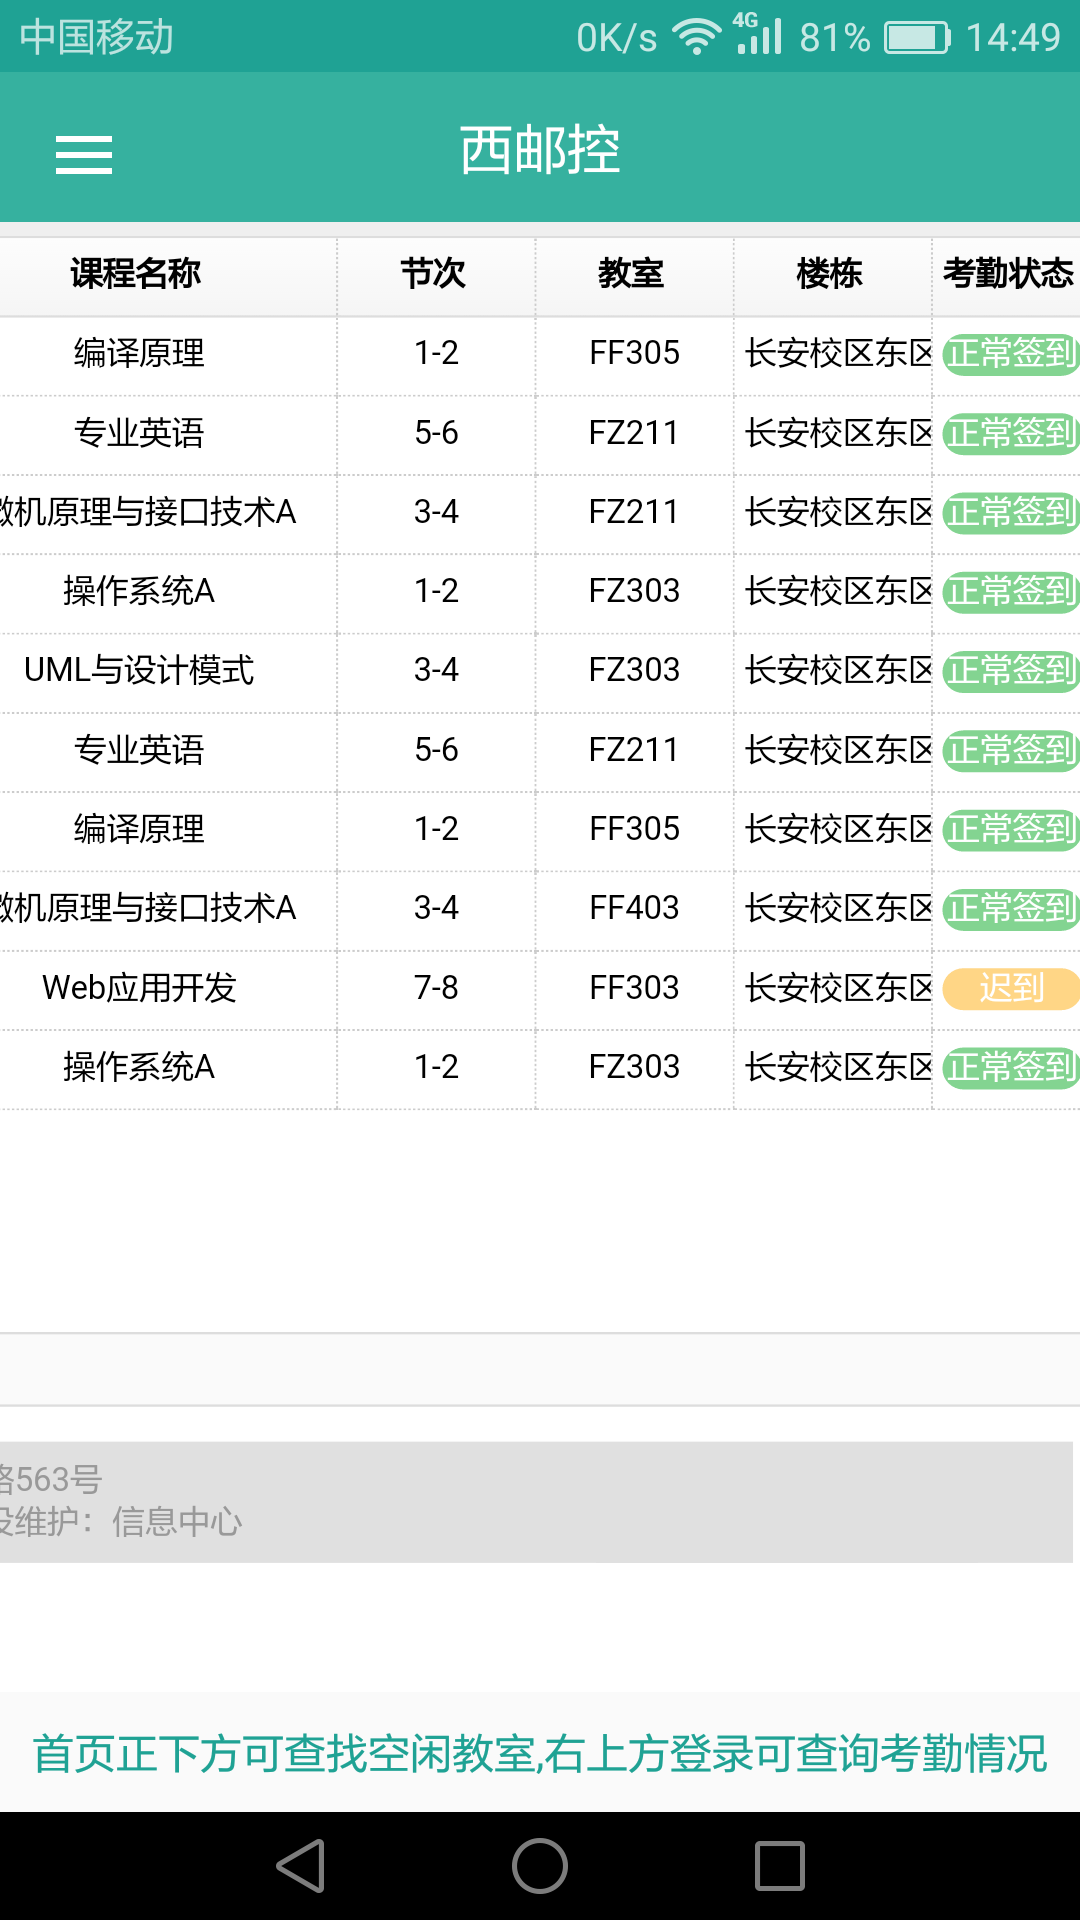 中国移动 0K/s 4G 81% 14:49
西邮控
课程名称 节次 教室 楼栋 考勤状态
编译原理 1-2 FF305 长安校区东区 正常签到
专业英语 5-6 FZ211 长安校区东区 正常签到
微机原理与接口技术A 3-4 FZ211 长安校区东区 正常签到
操作系统A 1-2 FZ303 长安校区东区 正常签到
UML与设计模式 3-4 FZ303 长安校区东区 正常签到
专业英语 5-6 FZ211 长安校区东区 正常签到
编译原理 1-2 FF305 长安校区东区 正常签到
微机原理与接口技术A 3-4 FF403 长安校区东区 正常签到
Web应用开发 7-8 FF303 长安校区东区 迟到
操作系统A 1-2 FZ303 长安校区东区 正常签到
路563号
设维护：信息中心
首页正下方可查找空闲教室,右上方登录可查询考勤情况